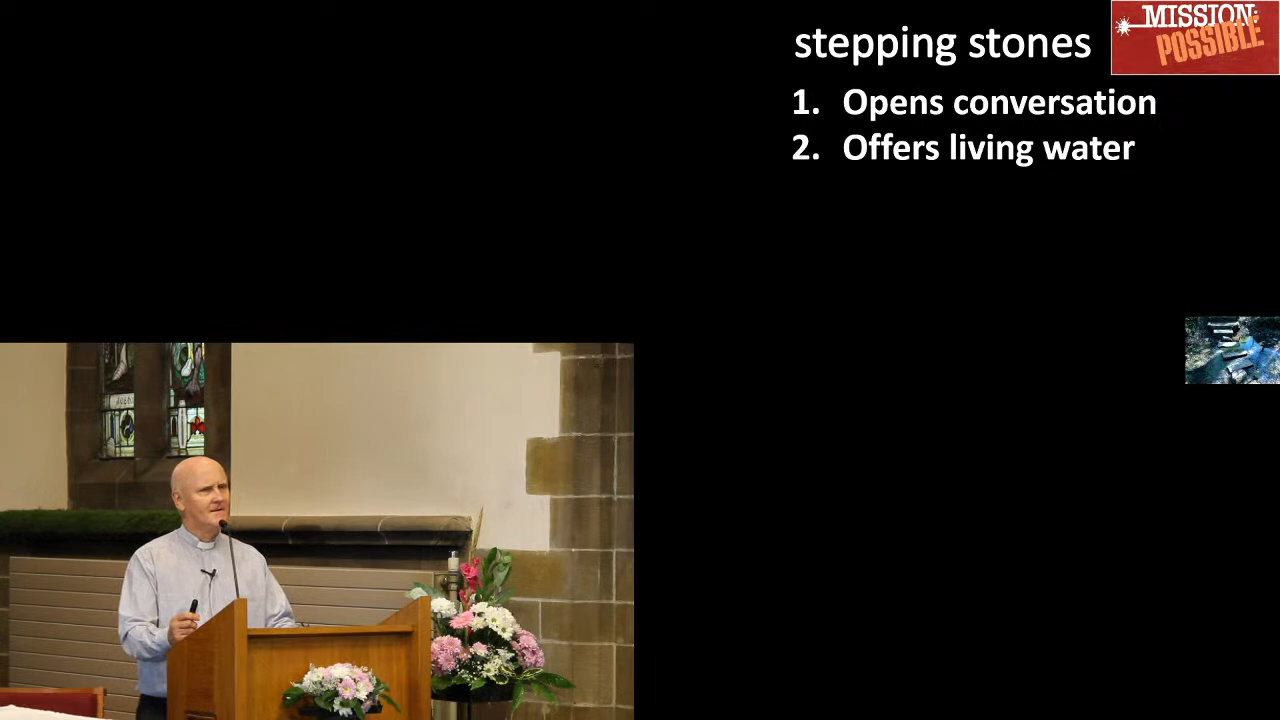 stepping stones
MISSION:
POSSIBLE
1. Opens conversation
2. Offers living water